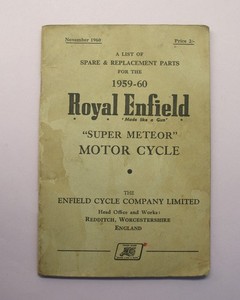 November 1960 Price 5/-
A LIST OF
SPARE & REPLACEMENT PARTS
FOR THE
1959-60
Royal Enfield
"Made like a Gun"
"SUPER METEOR"
MOTOR CYCLE
THE
ENFIELD CYCLE COMPANY LIMITED
Head Office and Works:
REDDITCH, WORCESTERSHIRE
ENGLAND